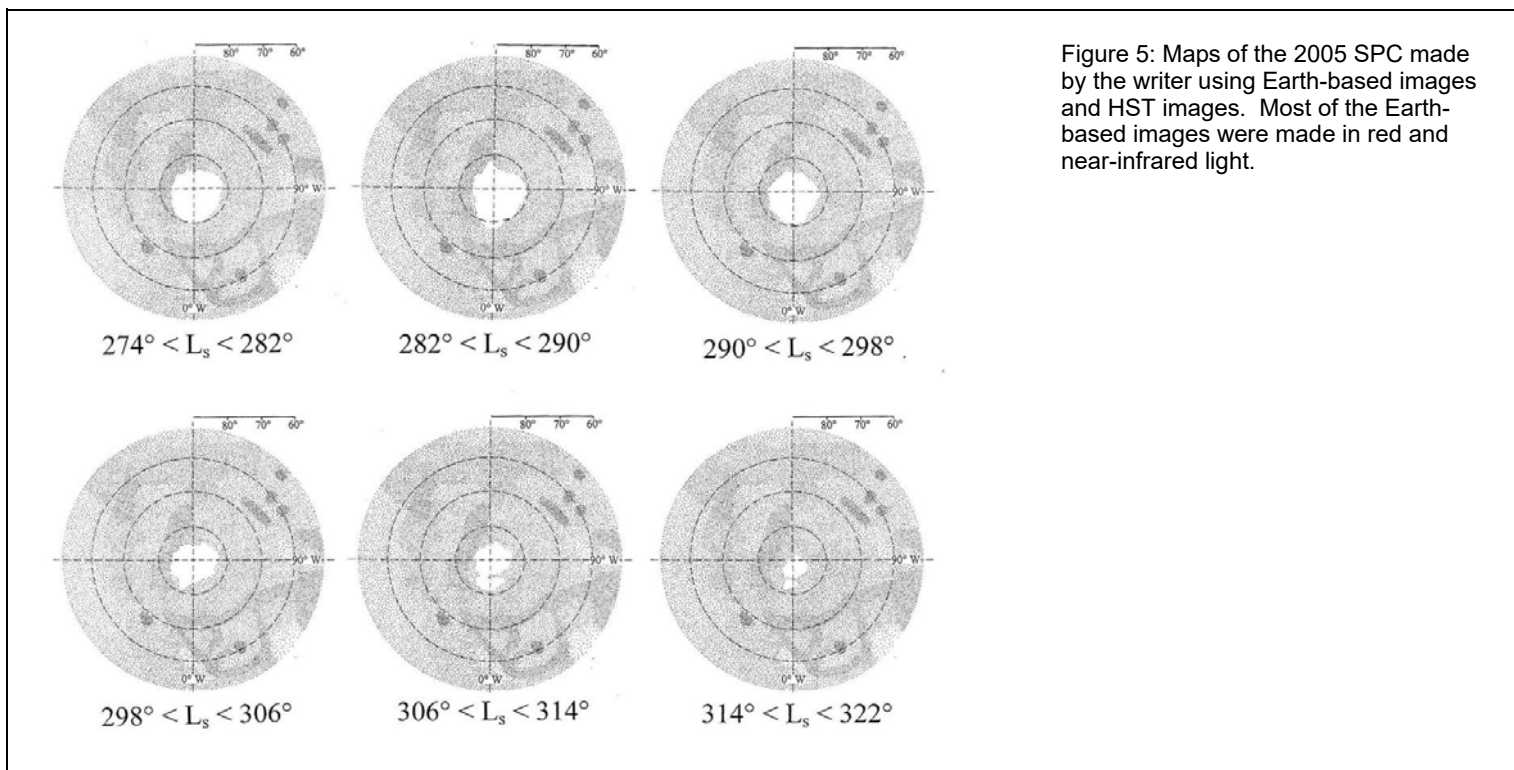 80° 70° 60°
80° 70° 60°
80° 70° 60°
90° W
90° W
90° W
0° W
0° W
0° W
274° < Ls < 282°
282° < Ls < 290°
290° < Ls < 298°
80° 70° 60°
80° 70° 60°
80° 70° 60°
90° W
90° W
90° W
0° W
0° W
0° W
298° < Ls < 306°
306° < Ls < 314°
314° < Ls < 322°
Figure 5: Maps of the 2005 SPC made
by the writer using Earth-based images
and HST images. Most of the Earth-
based images were made in red and
near-infrared light.